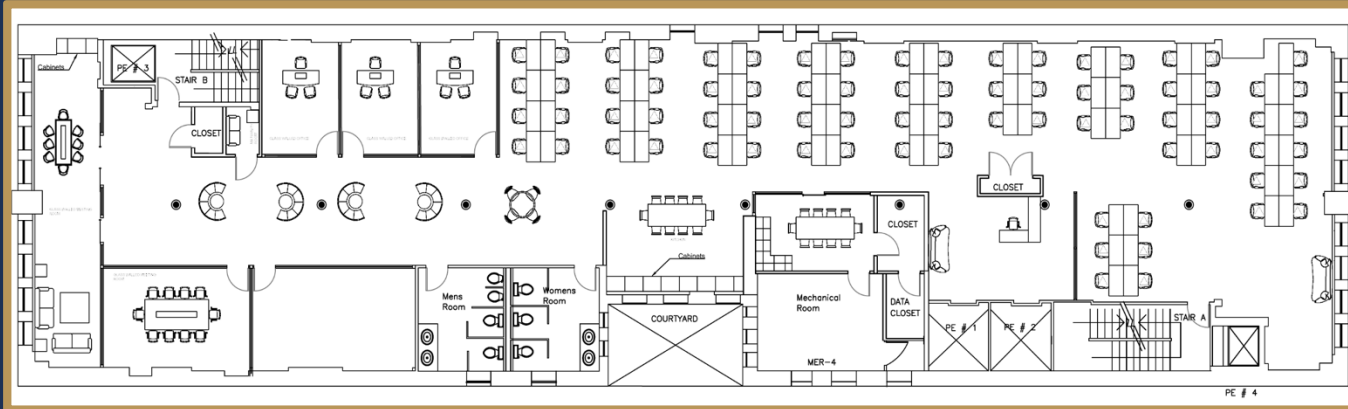 Cabinets
PE # 3
STAIR B
CLOSET
CLOSET
CLOSET
Cabinets
Mens
Room
Womens
Room
COURTYARD
Mechanical
Room
DATA
CLOSET
MER-4
PE # 1
PE # 2
STAIR A
PE # 4